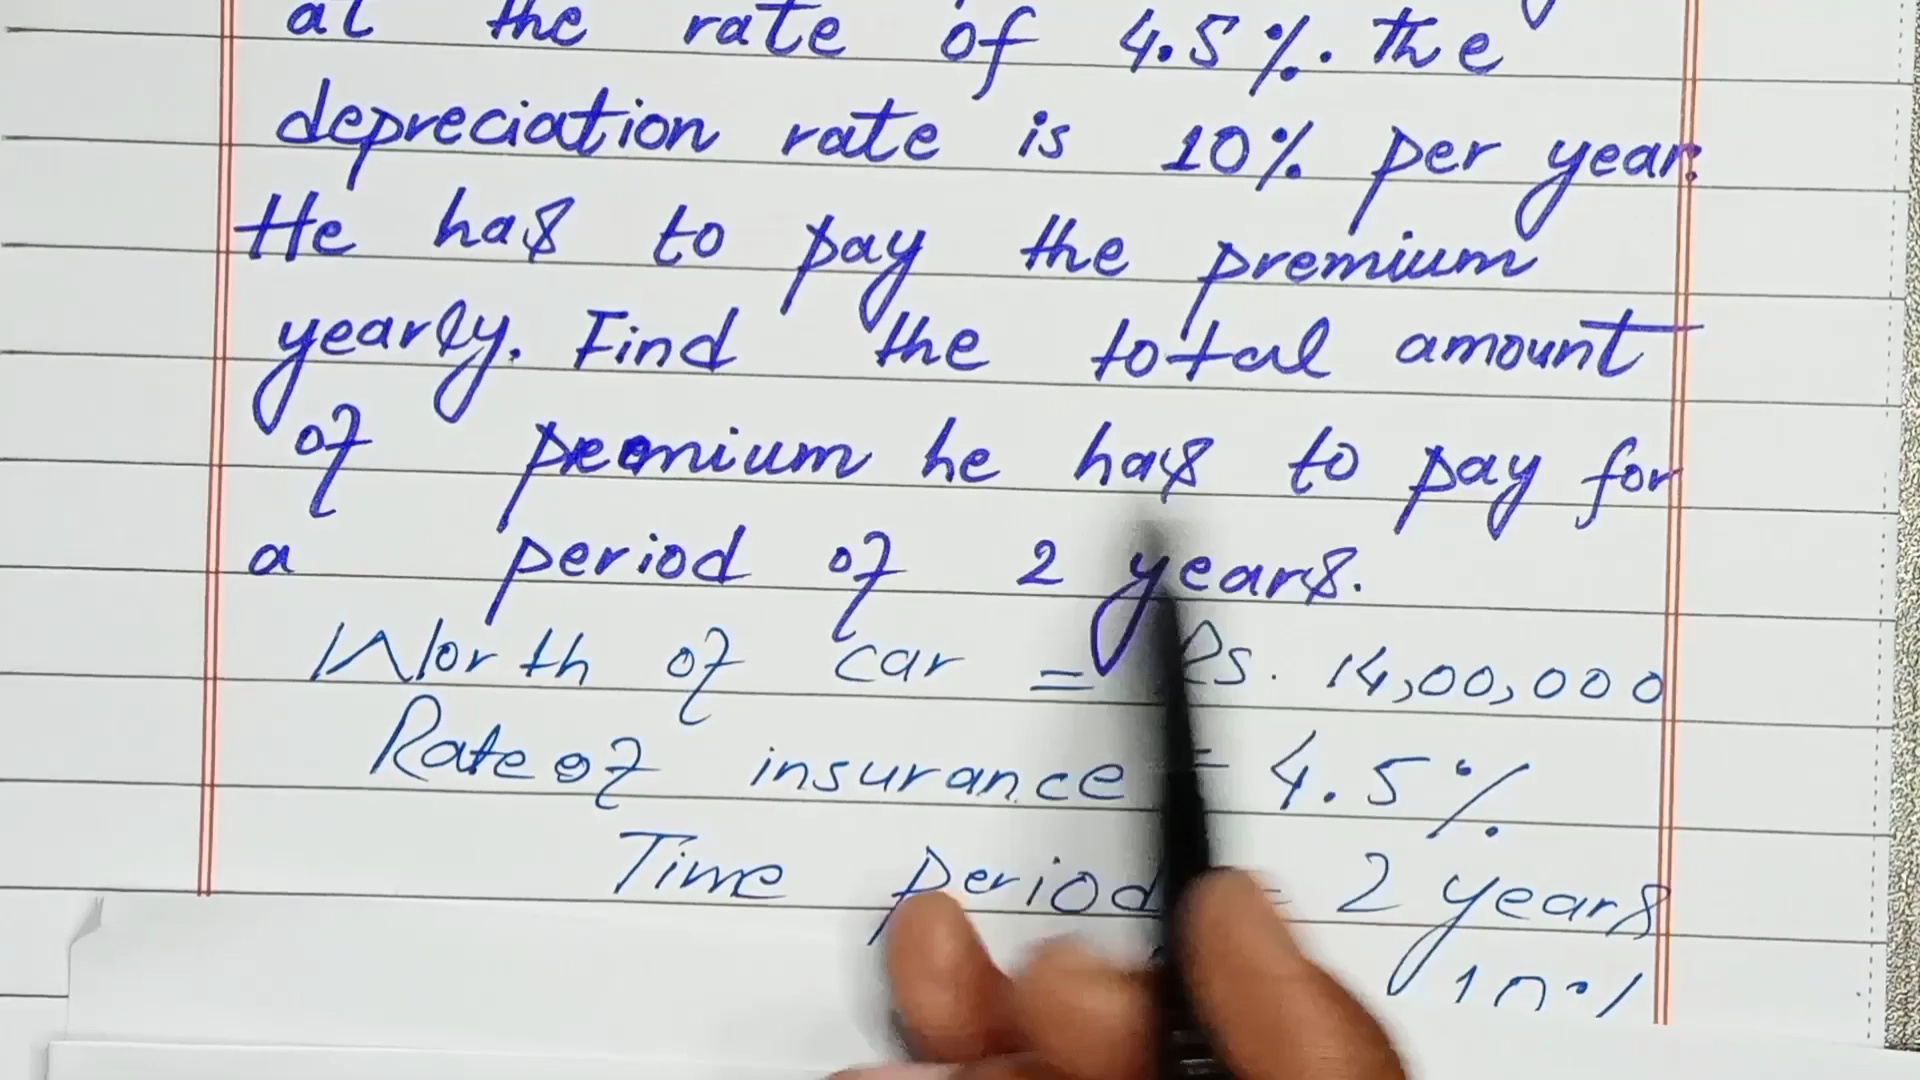 at the rate of 4.5%. The
depreciation rate is 10% per year.
He has to pay the premium
yearly. Find the total amount
of premium he has to pay for
a period of 2 years.
Worth of car = Rs. 14,00,000
Rate of insurance = 4.5%
Time period = 2 years
10%